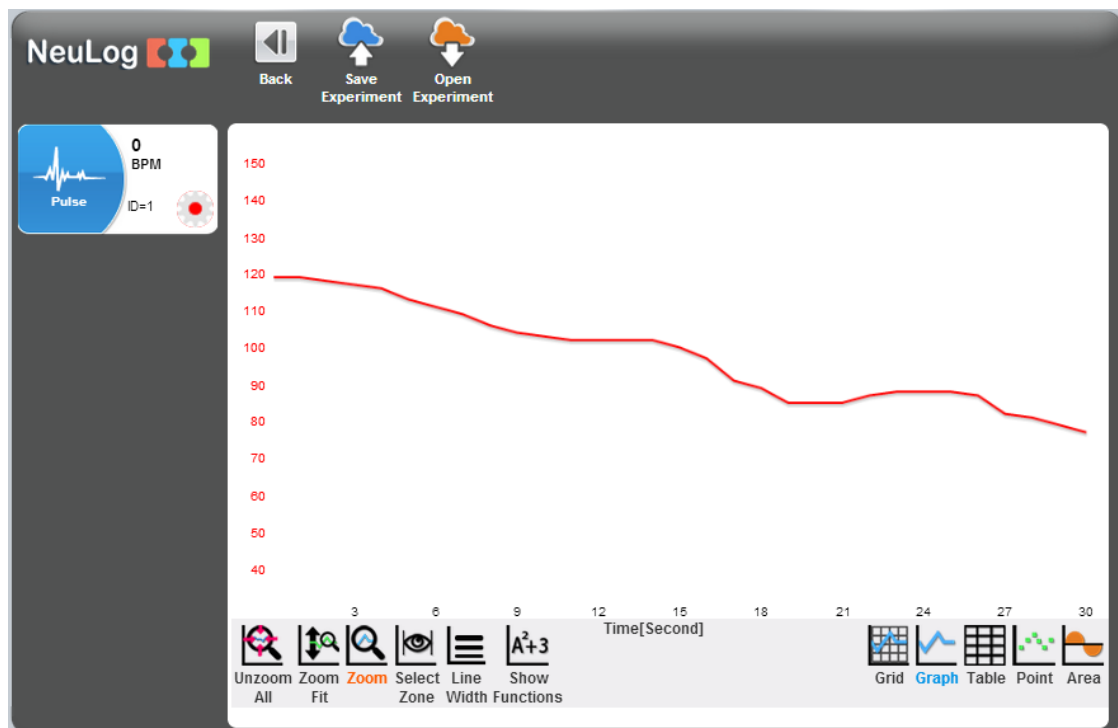 NeuLog
Back
Save
Experiment
Open
Experiment
Pulse
0
BPM
ID=1
150
140
130
120
110
100
90
80
70
60
50
40
3 6 9 12 15 18 21 24 27 30
Time[Second]
Unzoom
All
Zoom
Fit
Zoom
Select
Zone
Line
Width
A²+3
Show
Functions
Grid
Graph
Table
Point
Area